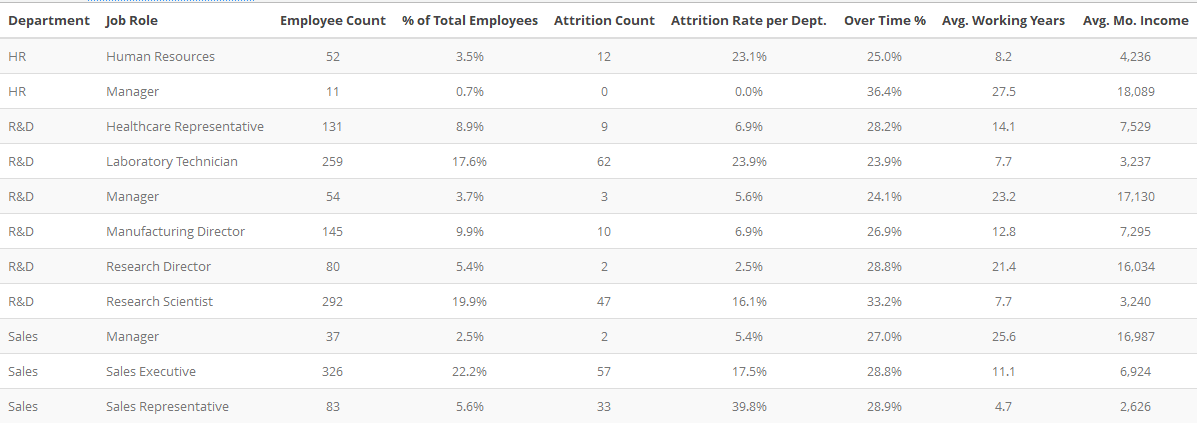 Department Job Role Employee Count % of Total Employees Attrition Count Attrition Rate per Dept. Over Time % Avg. Working Years Avg. Mo. Income
HR Human Resources 52 3.5% 12 23.1% 25.0% 8.2 4,236
HR Manager 11 0.7% 0 0.0% 36.4% 27.5 18,089
R&D Healthcare Representative 131 8.9% 9 6.9% 28.2% 14.1 7,529
R&D Laboratory Technician 259 17.6% 62 23.9% 23.9% 7.7 3,237
R&D Manager 54 3.7% 3 5.6% 24.1% 23.2 17,130
R&D Manufacturing Director 145 9.9% 10 6.9% 26.9% 12.8 7,295
R&D Research Director 80 5.4% 2 2.5% 28.8% 21.4 16,034
R&D Research Scientist 292 19.9% 47 16.1% 33.2% 7.7 3,240
Sales Manager 37 2.5% 2 5.4% 27.0% 25.6 16,987
Sales Sales Executive 326 22.2% 57 17.5% 28.8% 11.1 6,924
Sales Sales Representative 83 5.6% 33 39.8% 28.9% 4.7 2,626